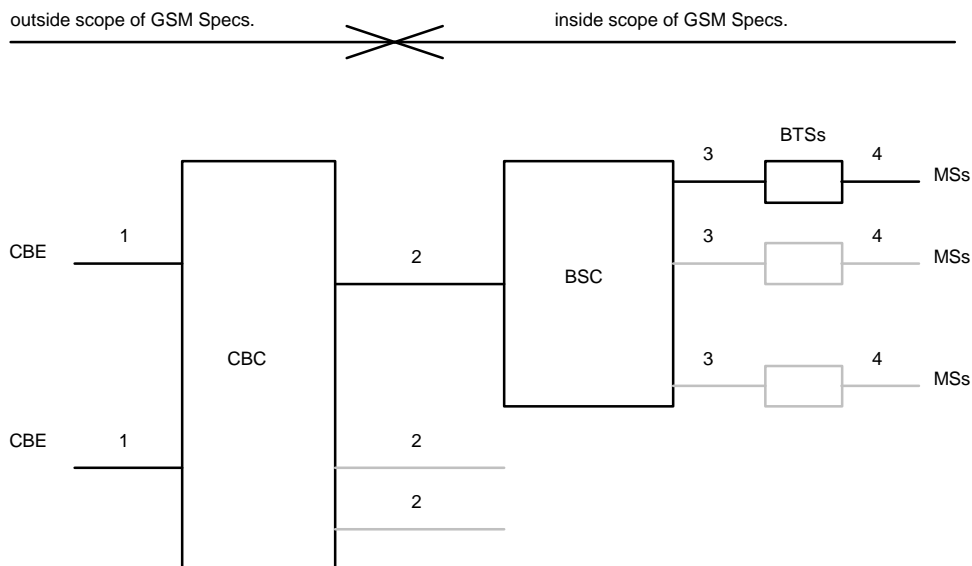 outside scope of GSM Specs.
inside scope of GSM Specs.
BTSs
3
4
MSs
CBE
1
2
3
4
MSs
BSC
CBC
3
4
MSs
CBE
1
2
2